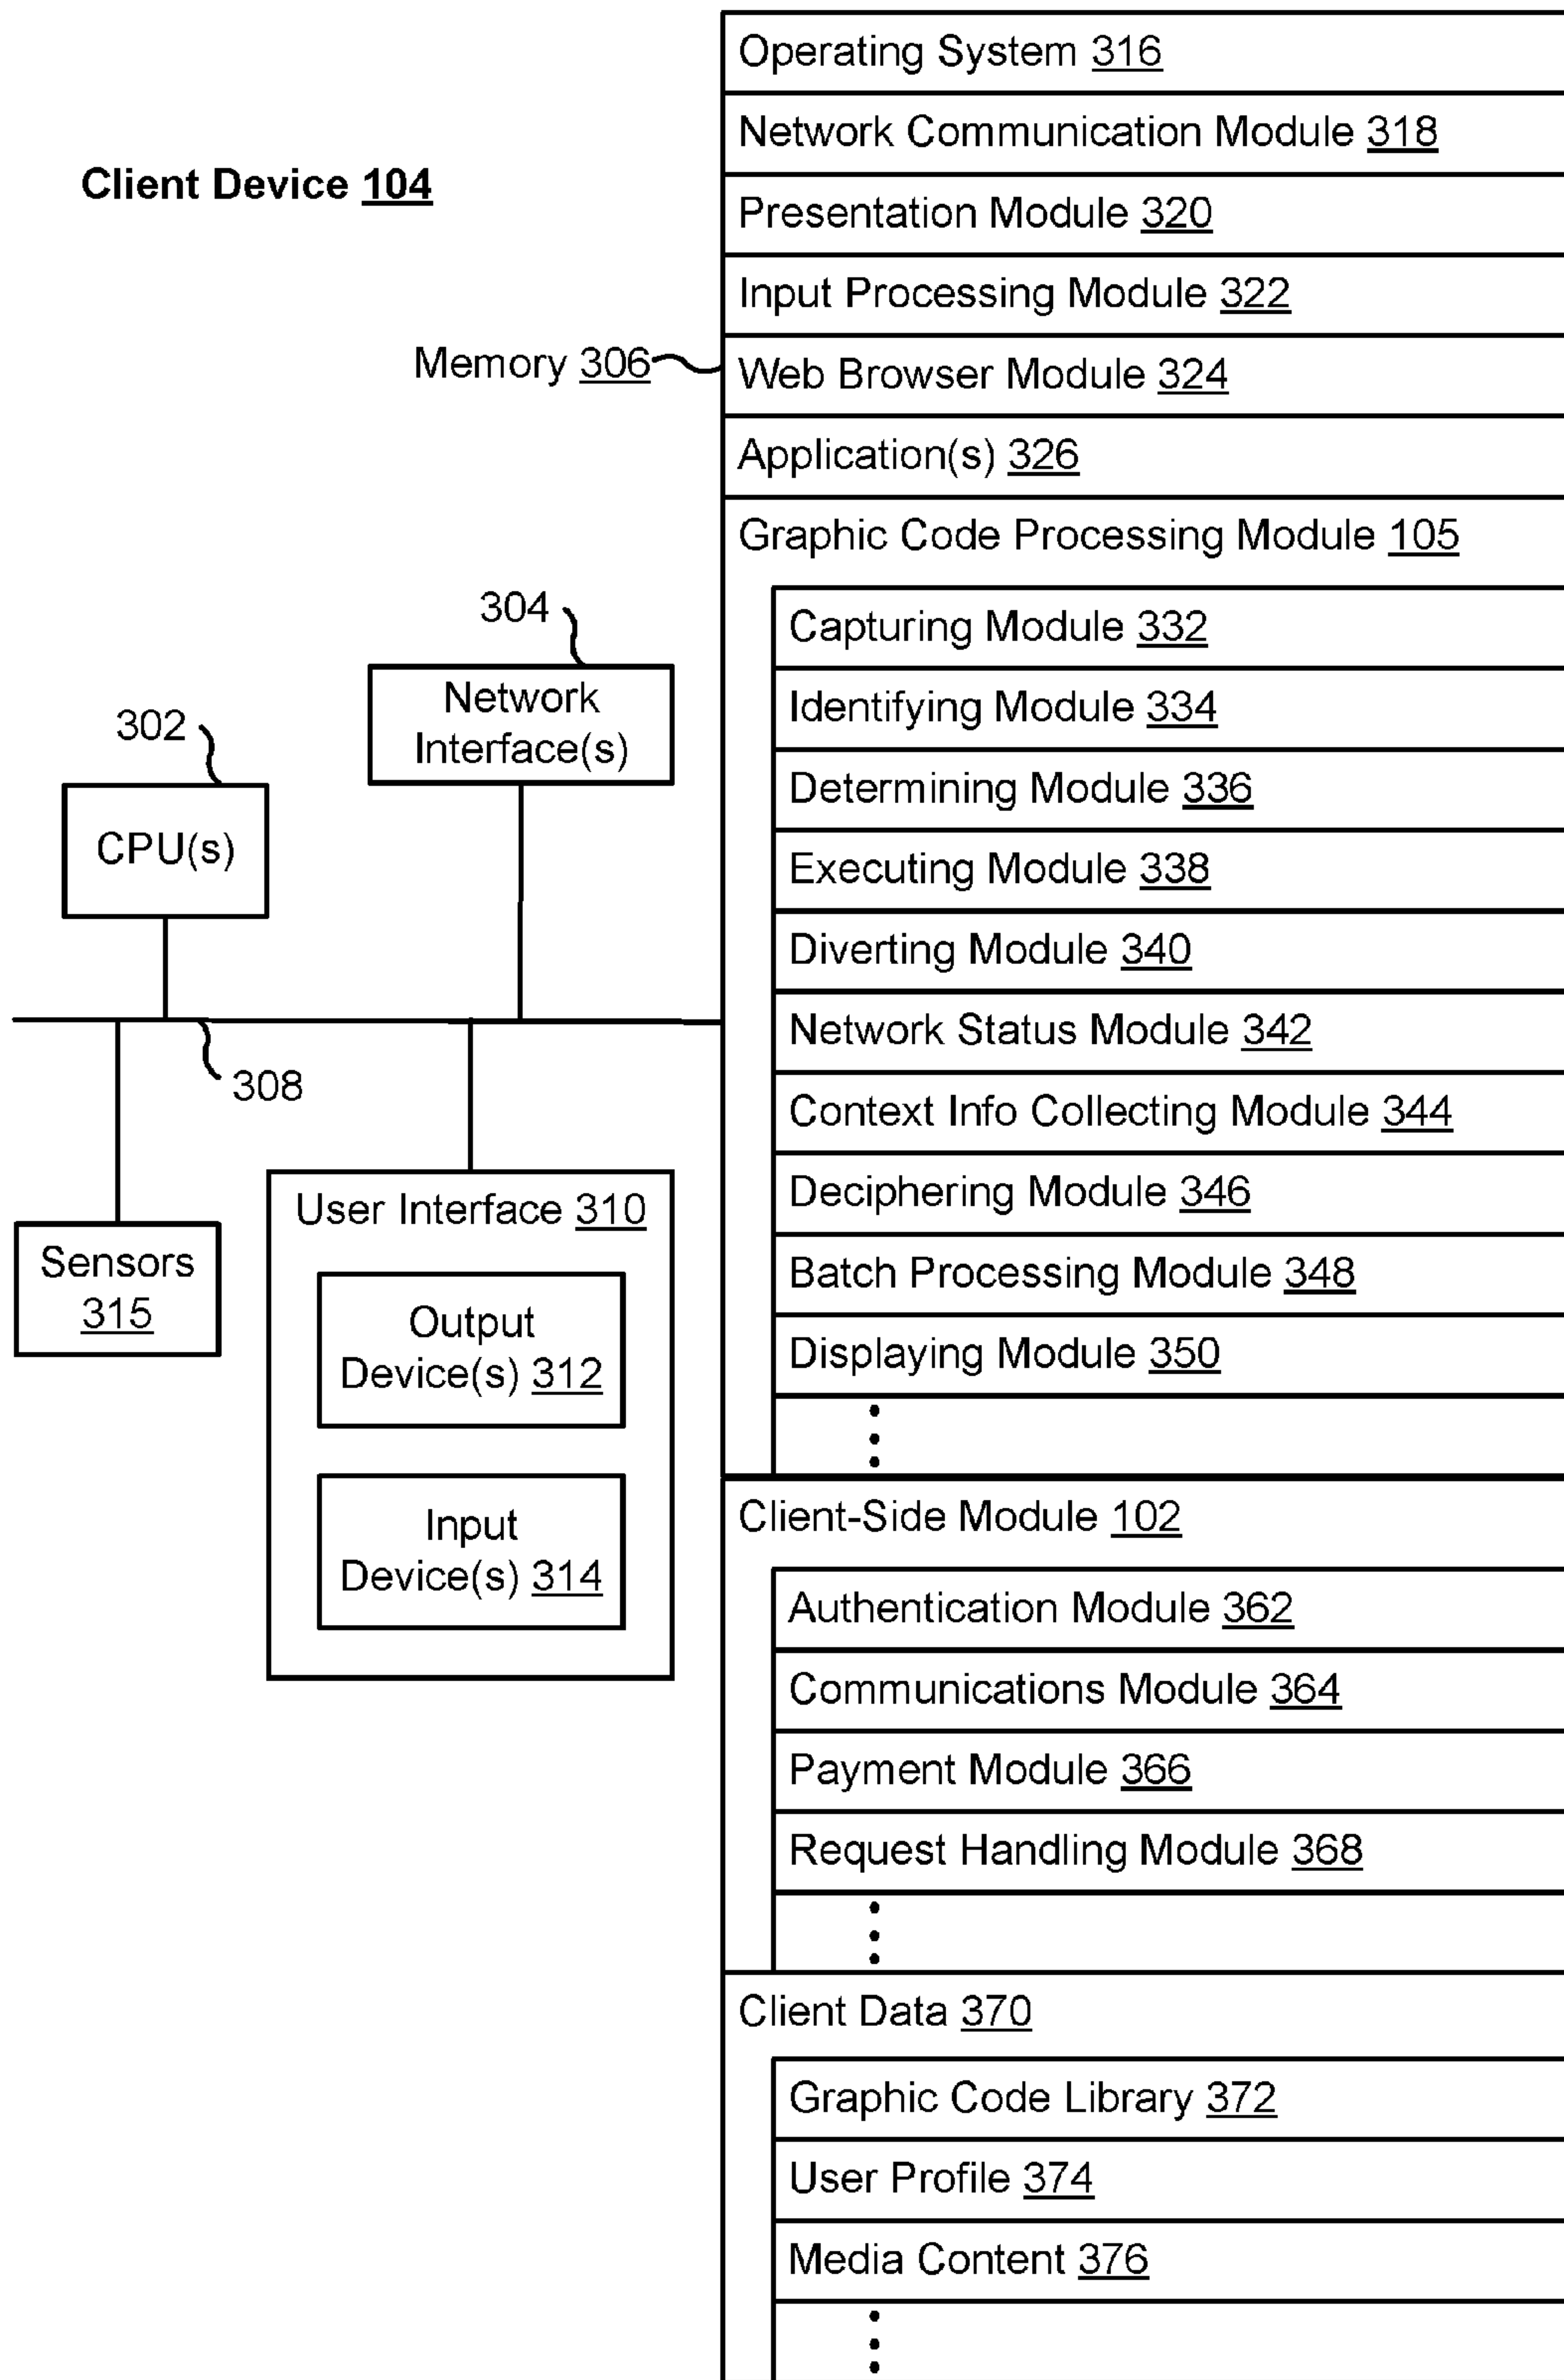 Client Device 104
Memory 306
304
Network
Interface(s)
302
CPU(s)
308
Sensors
315
User Interface 310
Output
Device(s) 312
Input
Device(s) 314
Operating System 316
Network Communication Module 318
Presentation Module 320
Input Processing Module 322
Web Browser Module 324
Application(s) 326
Graphic Code Processing Module 105
Capturing Module 332
Identifying Module 334
Determining Module 336
Executing Module 338
Diverting Module 340
Network Status Module 342
Context Info Collecting Module 344
Deciphering Module 346
Batch Processing Module 348
Displaying Module 350
Client-Side Module 102
Authentication Module 362
Communications Module 364
Payment Module 366
Request Handling Module 368
Client Data 370
Graphic Code Library 372
User Profile 374
Media Content 376